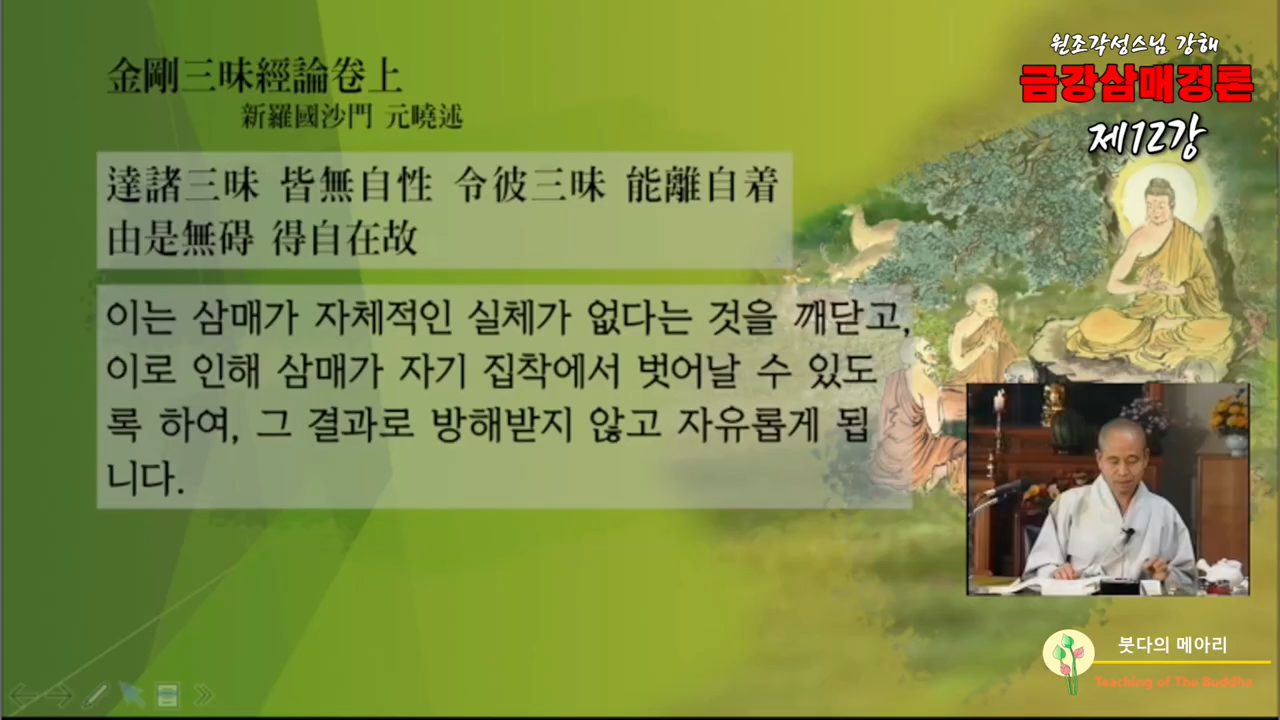 金剛三昧經論卷上
新羅國沙門 元曉述
達諸三昧 皆無自性 令彼三昧 能離自着
由是無碍 得自在故
이는 삼매가 자체적인 실체가 없다는 것을 깨닫고,
이로 인해 삼매가 자기 집착에서 벗어날 수 있도
록 하여, 그 결과로 방해받지 않고 자유롭게 됩
니다.
원조각성스님 강해
금강삼매경론
제12강
붓다의 메아리
Teaching of The Buddha